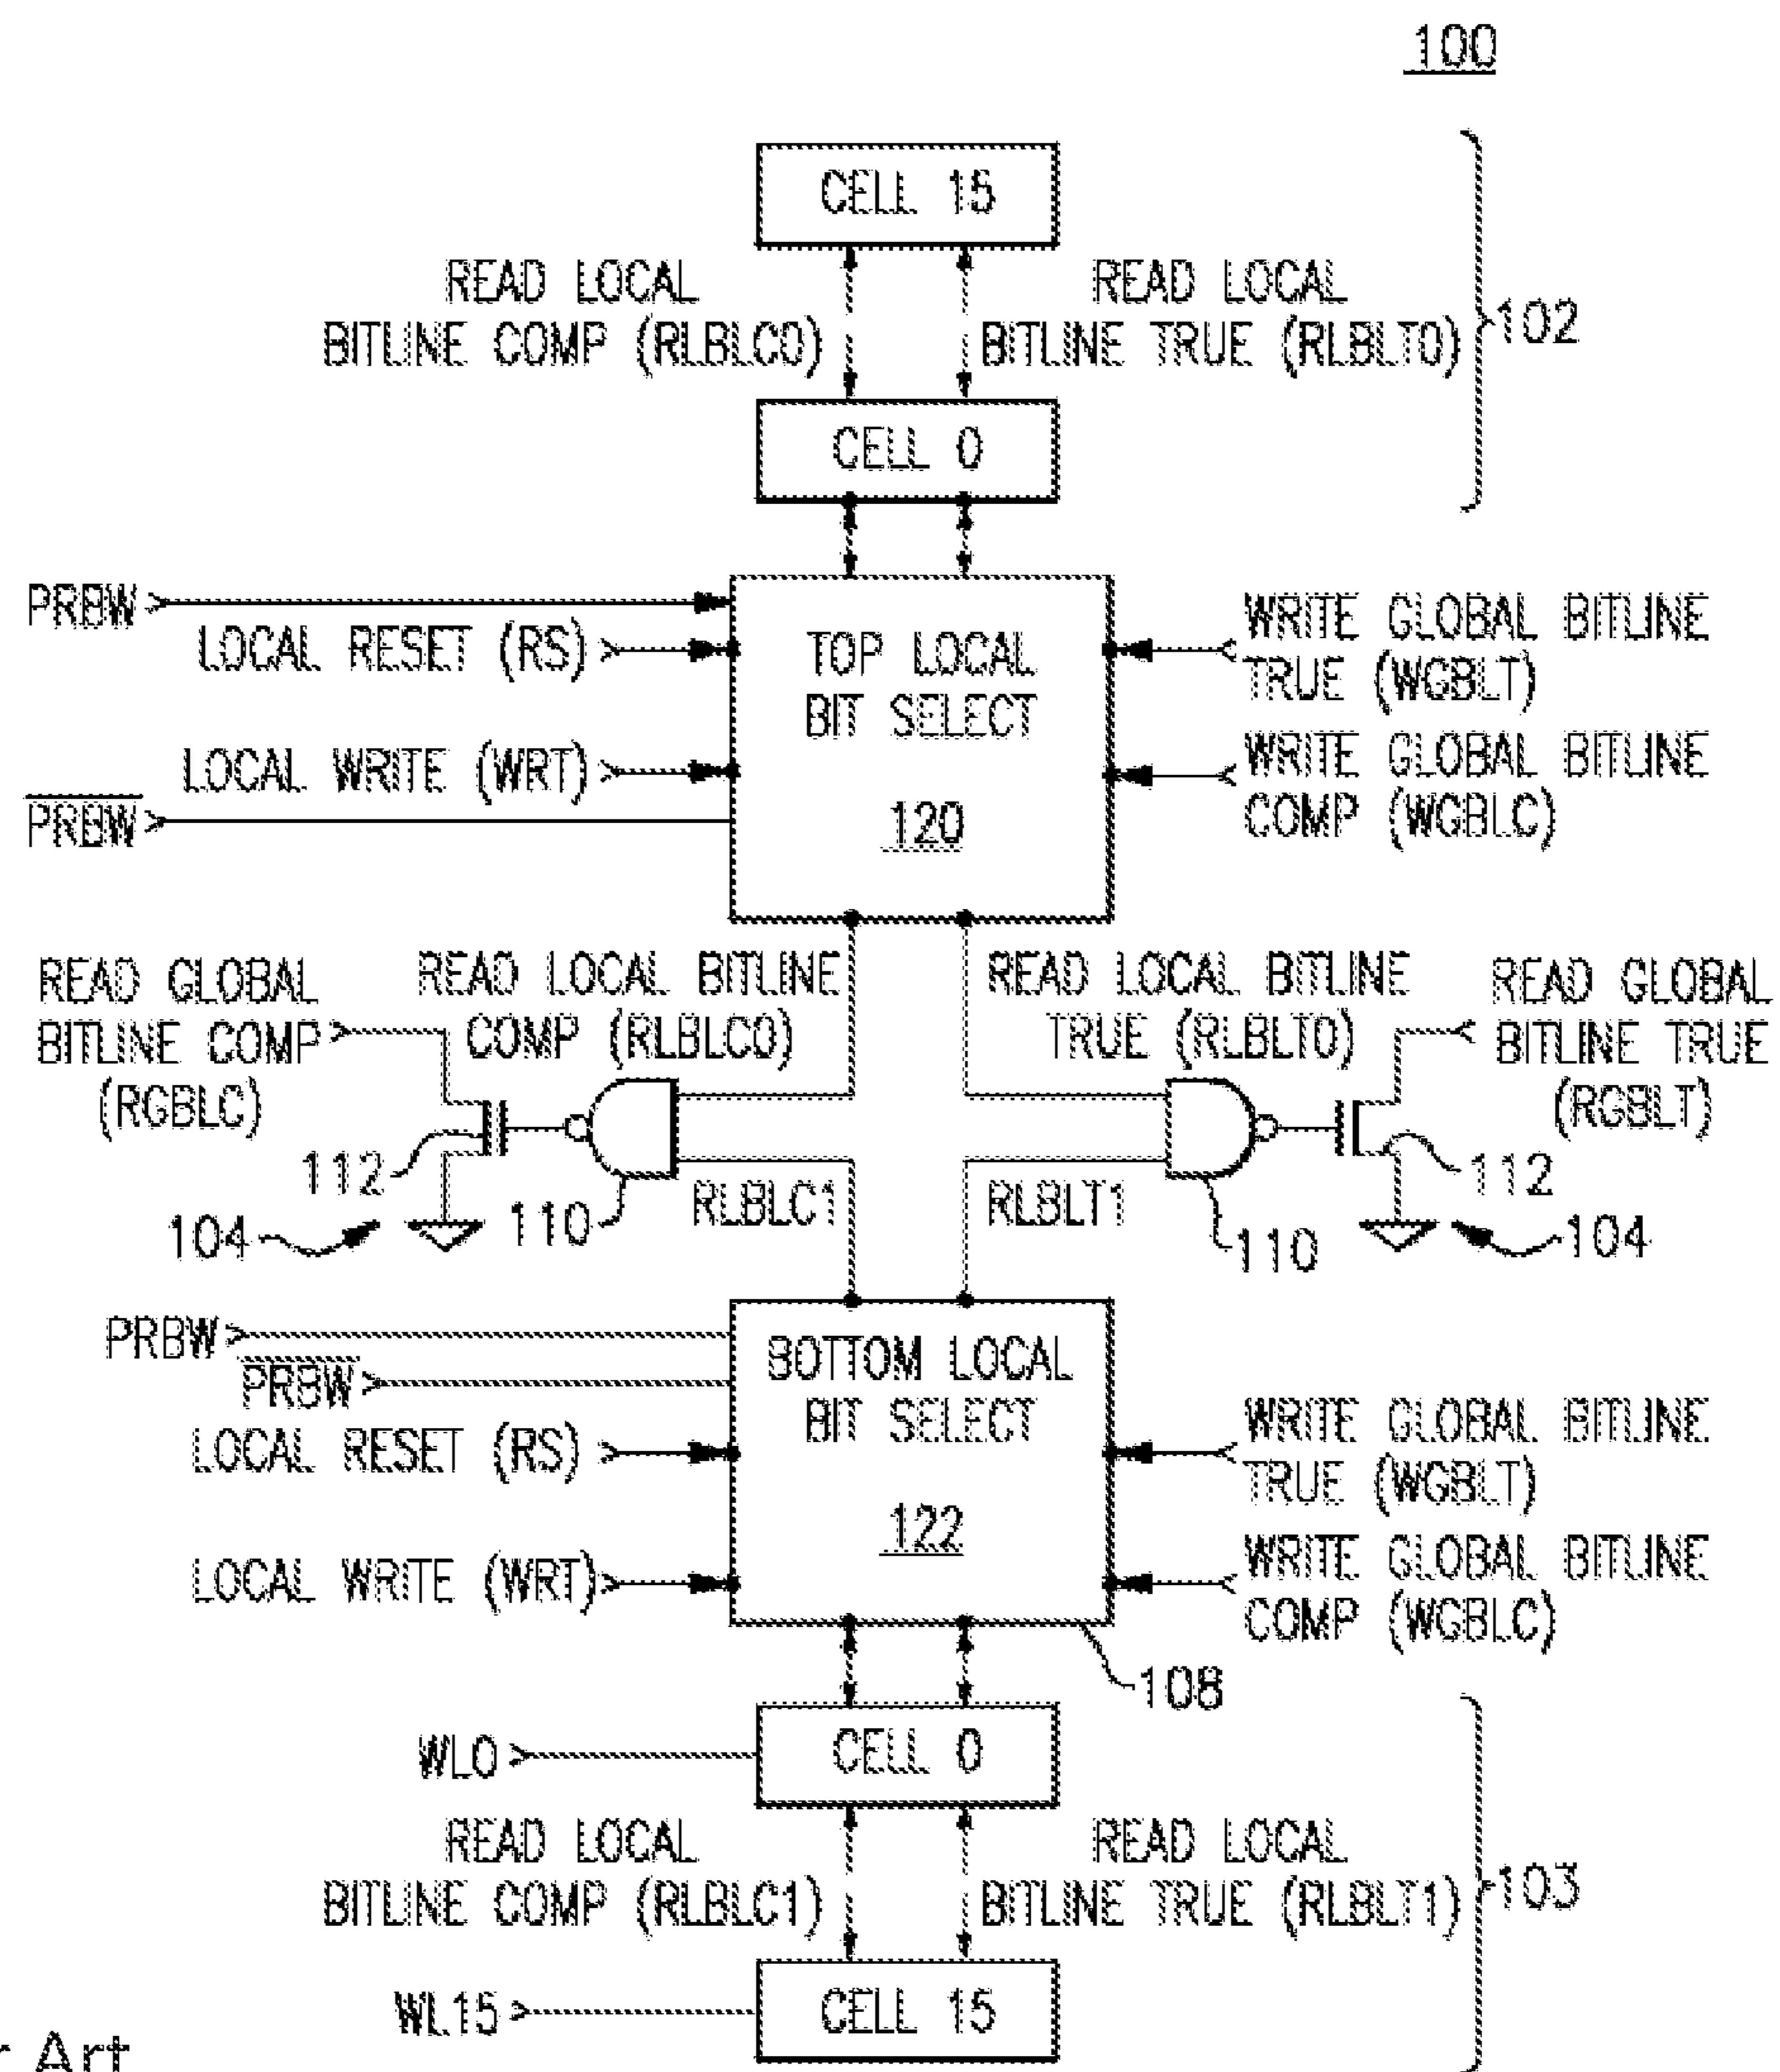 100
CELL 15
READ LOCAL
BITLINE COMP (RLBLC0)
READ LOCAL
BITLINE TRUE (RLBLT0)
102
CELL 0
PRBW
LOCAL RESET (RS)
LOCAL WRITE (WRT)
PRBW
TOP LOCAL
BIT SELECT
120
WRITE GLOBAL BITLINE
TRUE (WGBLT)
WRITE GLOBAL BITLINE
COMP (WGBLC)
READ GLOBAL
BITLINE COMP
(RGBLC)
READ LOCAL BITLINE
COMP (RLBLC0)
READ LOCAL BITLINE
TRUE (RLBLT0)
READ GLOBAL
BITLINE TRUE
(RGBLT)
112
104
110
RLBLC1
RLBLT1
110
112
104
PRBW
PRBW
LOCAL RESET (RS)
LOCAL WRITE (WRT)
BOTTOM LOCAL
BIT SELECT
122
WRITE GLOBAL BITLINE
TRUE (WGBLT)
WRITE GLOBAL BITLINE
COMP (WGBLC)
108
WL0
CELL 0
READ LOCAL
BITLINE COMP (RLBLC1)
READ LOCAL
BITLINE TRUE (RLBLT1)
103
WL15
CELL 15
Art